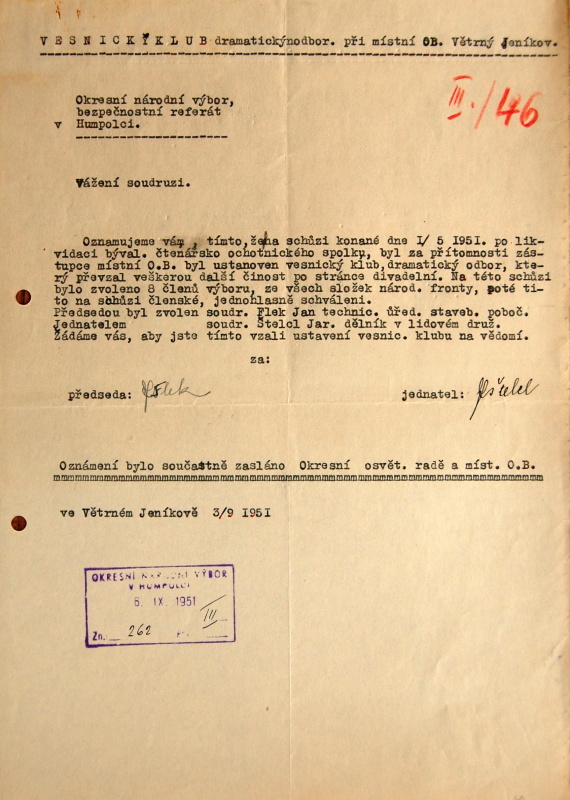 V E S N I C K Ý K L U B dramatickýnodbor. při místní OB. Větrný Jeníkov.
III./46
Okresní národní výbor,
bezpečnostní referát
v Humpolci.
Vážení soudruzi.
Oznamujeme vám, tímto, žena schůzi konané dne I/ 5 1951. po lik-
vidaci býval. čtenársko ochotnického spolku, byl za přítomnosti zás-
tupce místní O.B. byl ustanoven vesnický klub,dramatický odbor, kte-
rý převzal veškerou další činost po stránce divadelní. Na této schůzi
bylo zvoleno 8 členů výboru, ze všech složek národ. fronty, poté ti-
to na schůzi členské, jednohlasně schváleni.
Předsedou byl zvolen soudr. Flek Jan technic. úřed. staveb. poboč.
Jednatelem soudr. Štelcl Jar. dělník v lidovém druž.
Žádáme vás, aby jste tímto vzali ustavení vesnic. klubu na vědomí.
za:
předseda: jednatel:
Oznámení bylo součastně zasláno Okresní osvět. radě a míst. O.B.
ve Větrném Jeníkově 3/9 1951
OKRESNÍ NÁRODNÍ VÝBOR
V HUMPOLCI
6. IX. 1951
III
Zn.: 262